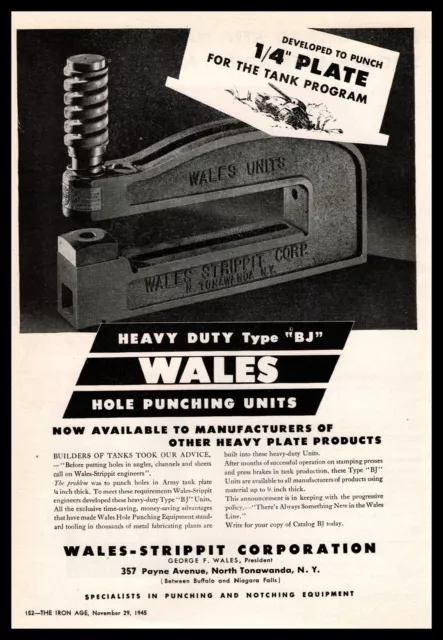 DEVELOPED TO PUNCH
1/4" PLATE
FOR THE TANK PROGRAM
WALES UNITS
WALES STRIPPIT CORP.
N. TONAWANDA N.Y.
HEAVY DUTY Type "BJ"
WALES
HOLE PUNCHING UNITS
NOW AVAILABLE TO MANUFACTURERS OF
OTHER HEAVY PLATE PRODUCTS
BUILDERS OF TANKS TOOK OUR ADVICE,
—"Before putting holes in angles, channels and sheets
call on Wales-Strippit engineers".
The problem was to punch holes in Army tank plate
¼ inch thick. To meet these requirements Wales-Strippit
engineers developed these heavy-duty Type "BJ" Units.
All the exclusive time-saving, money-saving advantages
that have made Wales Hole Punching Equipment stand-
ard tooling in thousands of metal fabricating plants are
built into these heavy-duty Units.
After months of successful operation on stamping presses
and press brakes in tank production, these Type "BJ"
Units are available to all manufacturers of products using
material up to ¼ inch thick.
This announcement is in keeping with the progressive
policy,—"There's Always Something New in the Wales
Line."
Write for your copy of Catalog BJ today.
WALES-STRIPPIT CORPORATION
GEORGE F. WALES, President
357 Payne Avenue, North Tonawanda, N. Y.
(Between Buffalo and Niagara Falls)
SPECIALISTS IN PUNCHING AND NOTCHING EQUIPMENT
152—THE IRON AGE, November 29, 1945